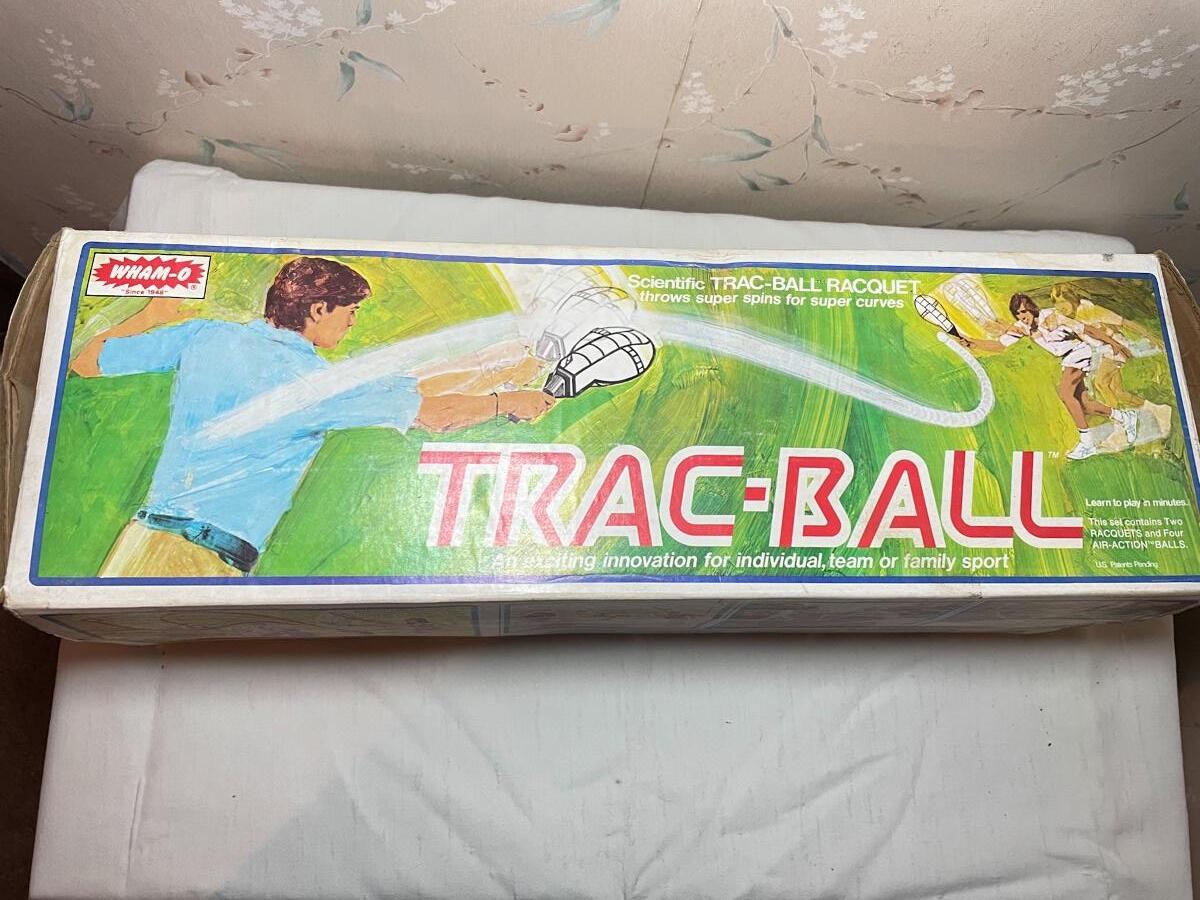 WHAM-O
"Since 1948"
®
Scientific TRAC-BALL RACQUET
throws super spins for super curves
TRAC-BALL™
An exciting innovation for individual, team or family sport
Learn to play in minutes.
This set contains Two
RACQUETS and Four
AIR-ACTION™ BALLS.
U.S. Patents Pending